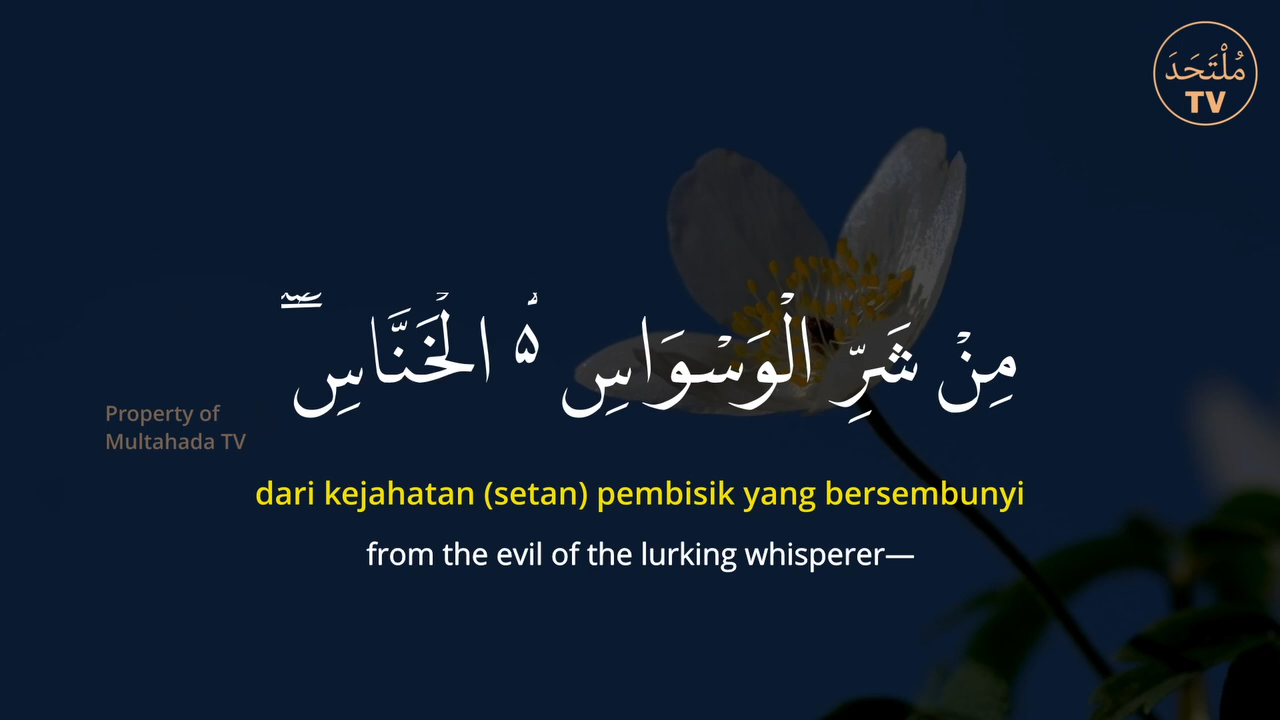 مُلْتَحَدَ
TV
مِنْ شَرِّ الْوَسْوَاسِ ەۙ الْخَنَّاسِۖ
Property of
Multahada TV
dari kejahatan (setan) pembisik yang bersembunyi
from the evil of the lurking whisperer—